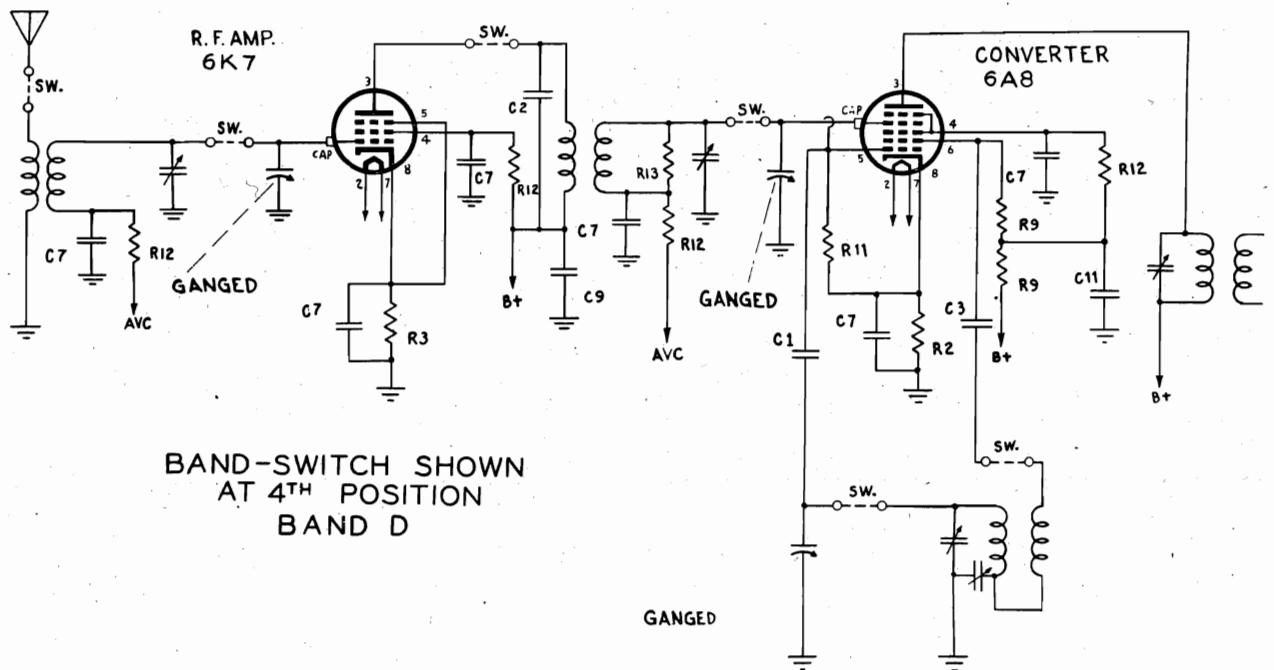 R.F. AMP.
6K7
SW.
SW.
SW.
CAP
3
5
4
8
2
7
C2
C7
R12
C7
R12
AVC
GANGED
C7
R3
B+
C9
CONVERTER
6A8
SW.
CAP
3
4
5
6
8
2
7
R13
C7
R12
AVC
GANGED
R11
C7
R2
C7
R12
R9
R9
C11
B+
B+
C1
C3
SW.
SW.
BAND-SWITCH SHOWN
AT 4TH POSITION
BAND D
GANGED